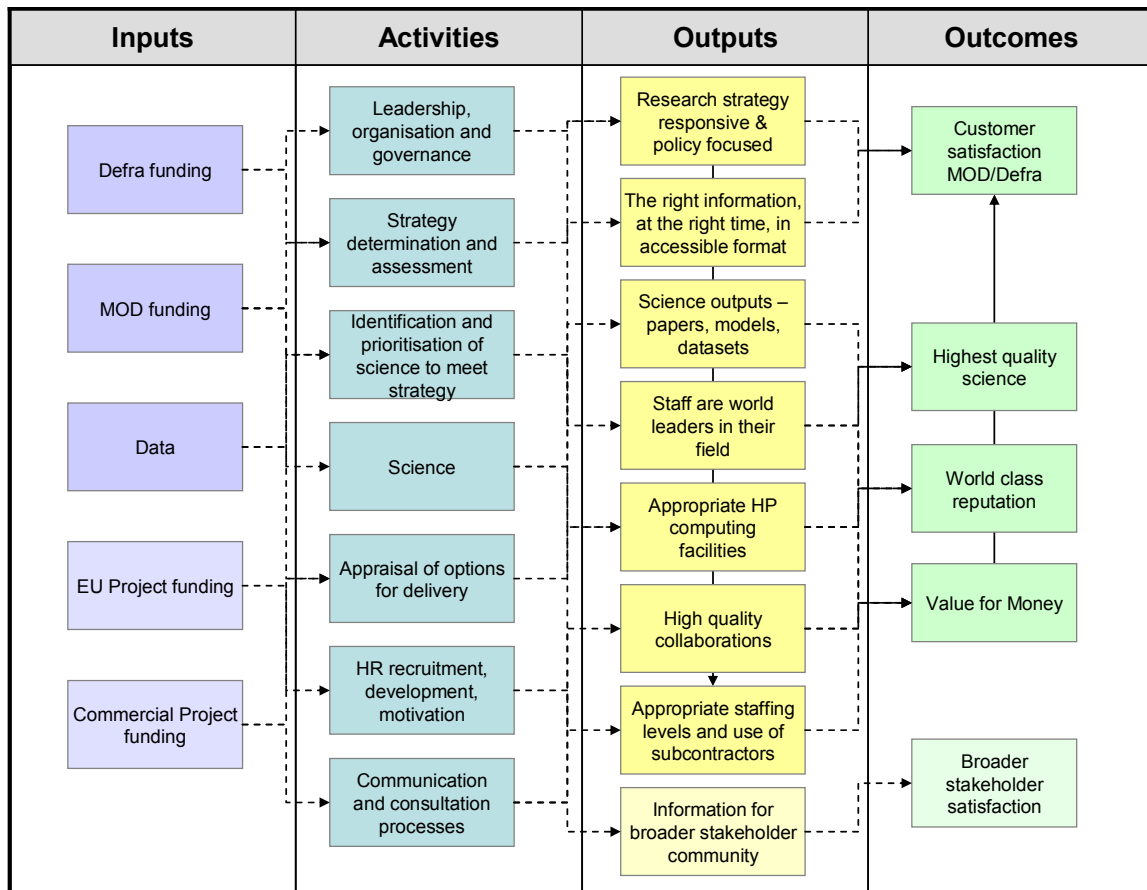 Inputs
Activities
Outputs
Outcomes
Defra funding
MOD funding
Data
EU Project funding
Commercial Project
funding
Leadership,
organisation and
governance
Strategy
determination and
assessment
Identification and
prioritisation of
science to meet
strategy
Science
Appraisal of options
for delivery
HR recruitment,
development,
motivation
Communication
and consultation
processes
Research strategy
responsive &
policy focused
The right information,
at the right time, in
accessible format
Science outputs –
papers, models,
datasets
Staff are world
leaders in their
field
Appropriate HP
computing
facilities
High quality
collaborations
Appropriate staffing
levels and use of
subcontractors
Information for
broader stakeholder
community
Customer
satisfaction
MOD/Defra
Highest quality
science
World class
reputation
Value for Money
Broader
stakeholder
satisfaction